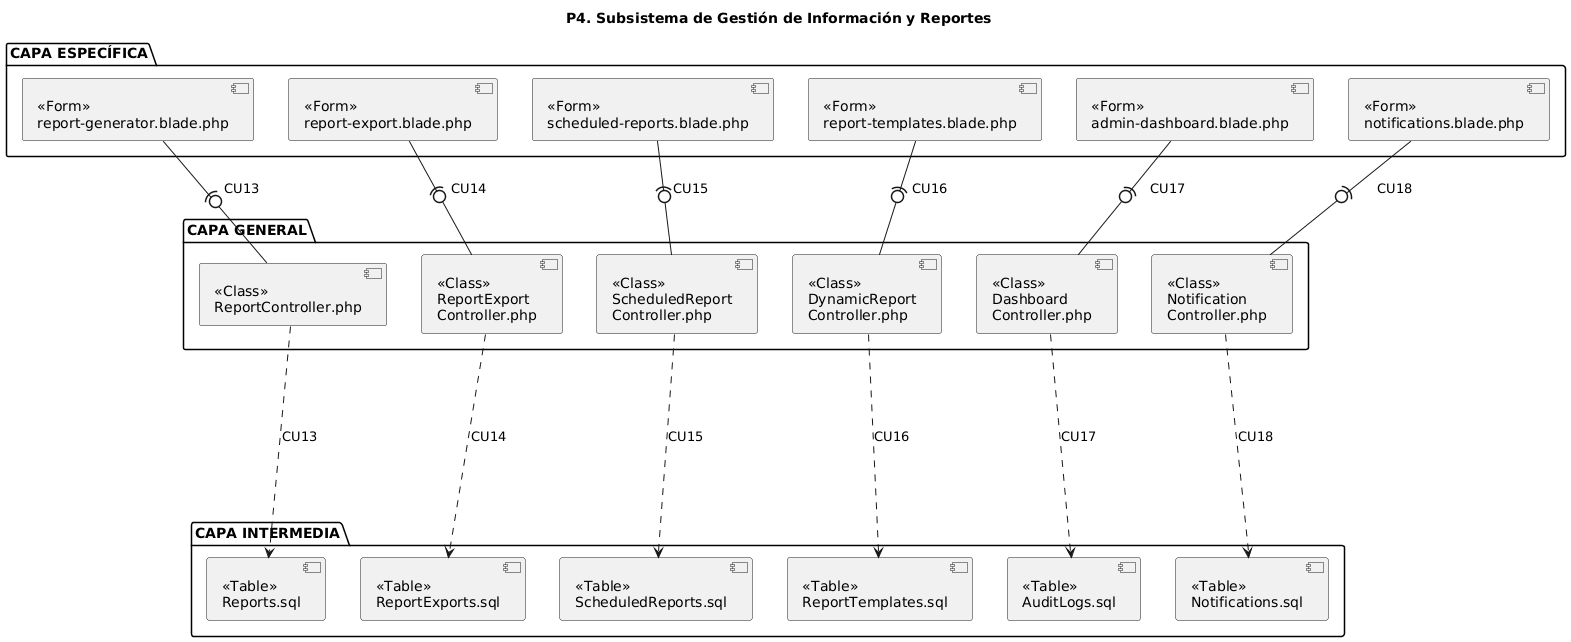 P4. Subsistema de Gestión de Información y Reportes
CAPA ESPECÍFICA
«Form»
report-generator.blade.php
«Form»
report-export.blade.php
«Form»
scheduled-reports.blade.php
«Form»
report-templates.blade.php
«Form»
admin-dashboard.blade.php
«Form»
notifications.blade.php
CU13
CU14
CU15
CU16
CU17
CU18
CAPA GENERAL
«Class»
ReportController.php
«Class»
ReportExport
Controller.php
«Class»
ScheduledReport
Controller.php
«Class»
DynamicReport
Controller.php
«Class»
Dashboard
Controller.php
«Class»
Notification
Controller.php
CU13
CU14
CU15
CU16
CU17
CU18
CAPA INTERMEDIA
«Table»
Reports.sql
«Table»
ReportExports.sql
«Table»
ScheduledReports.sql
«Table»
ReportTemplates.sql
«Table»
AuditLogs.sql
«Table»
Notifications.sql